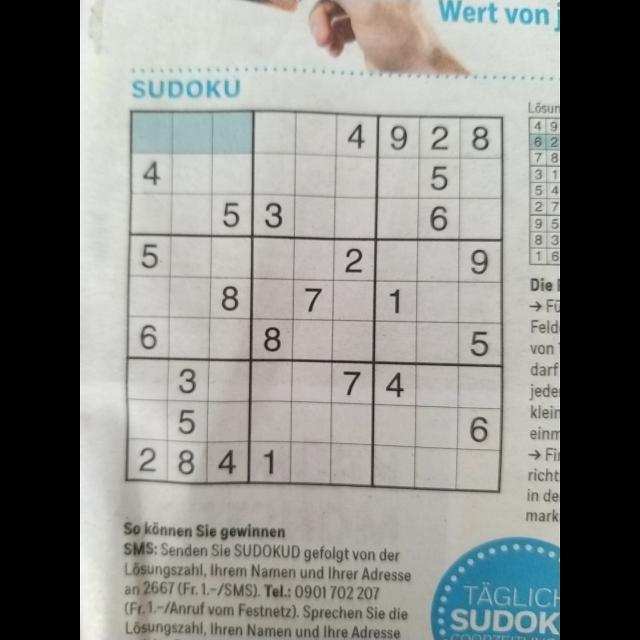 Wert von j
SUDOKU
4 9 2 8
4 5
5 3 6
5 2 9
8 7 1
6 8 5
3 7 4
5 6
2 8 4 1
Lösun
4 9
6 2
7 8
3 1
5 4
2 7
9 5
8 3
1 6
Die
→ Fü
Feld
von
darf
jede
klein
einm
→ Fi
richt
in de
mark
So können Sie gewinnen
SMS: Senden Sie SUDOKUD gefolgt von der
Lösungszahl, Ihrem Namen und Ihrer Adresse
an 2667 (Fr. 1.–/SMS). Tel.: 0901 702 207
(Fr. 1.–/Anruf vom Festnetz). Sprechen Sie die
Lösungszahl, Ihren Namen und Ihre Adresse
TÄGLICH
SUDOK